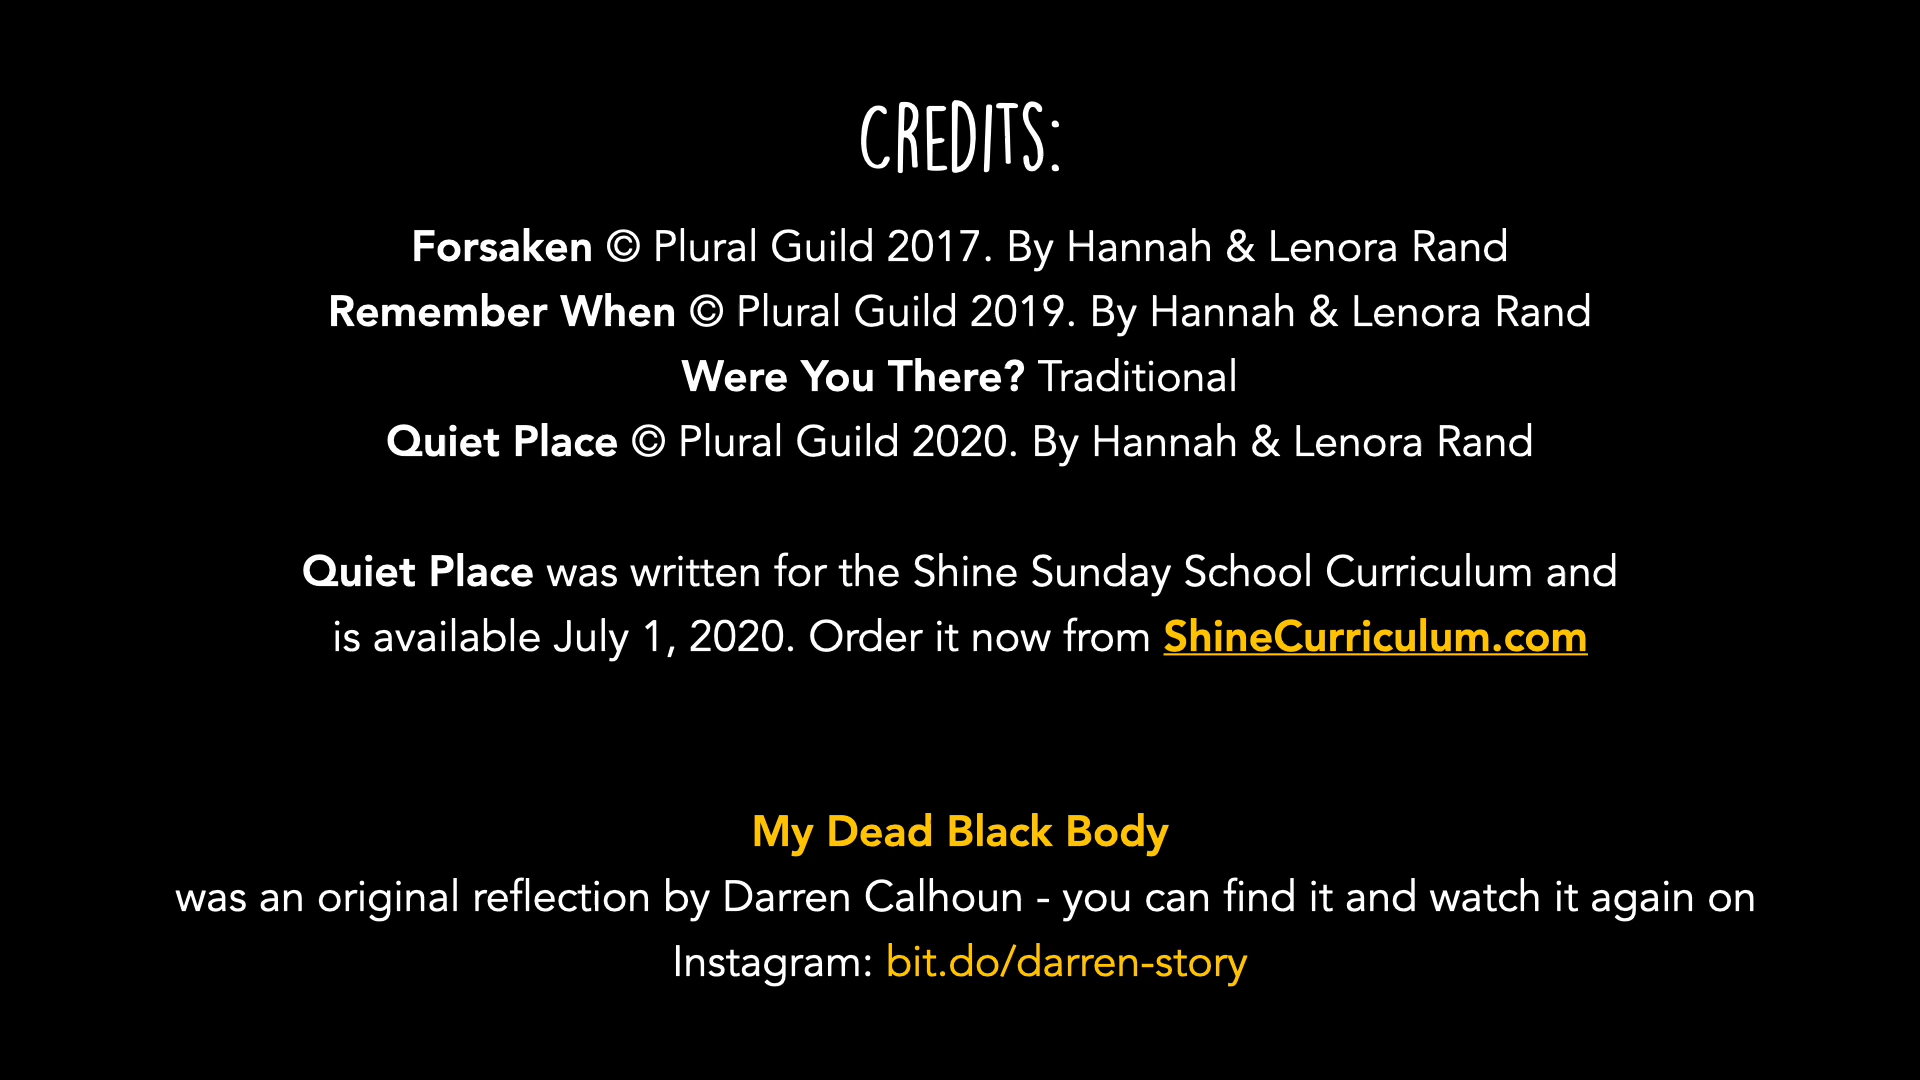 CREDITS:
Forsaken © Plural Guild 2017. By Hannah & Lenora Rand
Remember When © Plural Guild 2019. By Hannah & Lenora Rand
Were You There? Traditional
Quiet Place © Plural Guild 2020. By Hannah & Lenora Rand
Quiet Place was written for the Shine Sunday School Curriculum and
is available July 1, 2020. Order it now from ShineCurriculum.com
My Dead Black Body
was an original reflection by Darren Calhoun - you can find it and watch it again on
Instagram: bit.do/darren-story